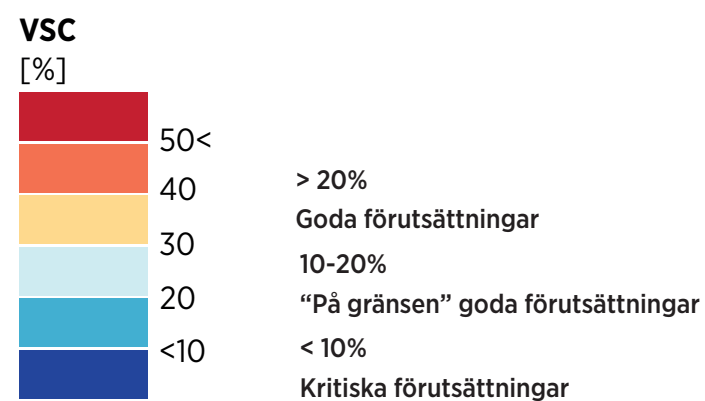 VSC
[%]
50<
40
30
20
<10
> 20%
Goda förutsättningar
10-20%
“På gränsen” goda förutsättningar
< 10%
Kritiska förutsättningar